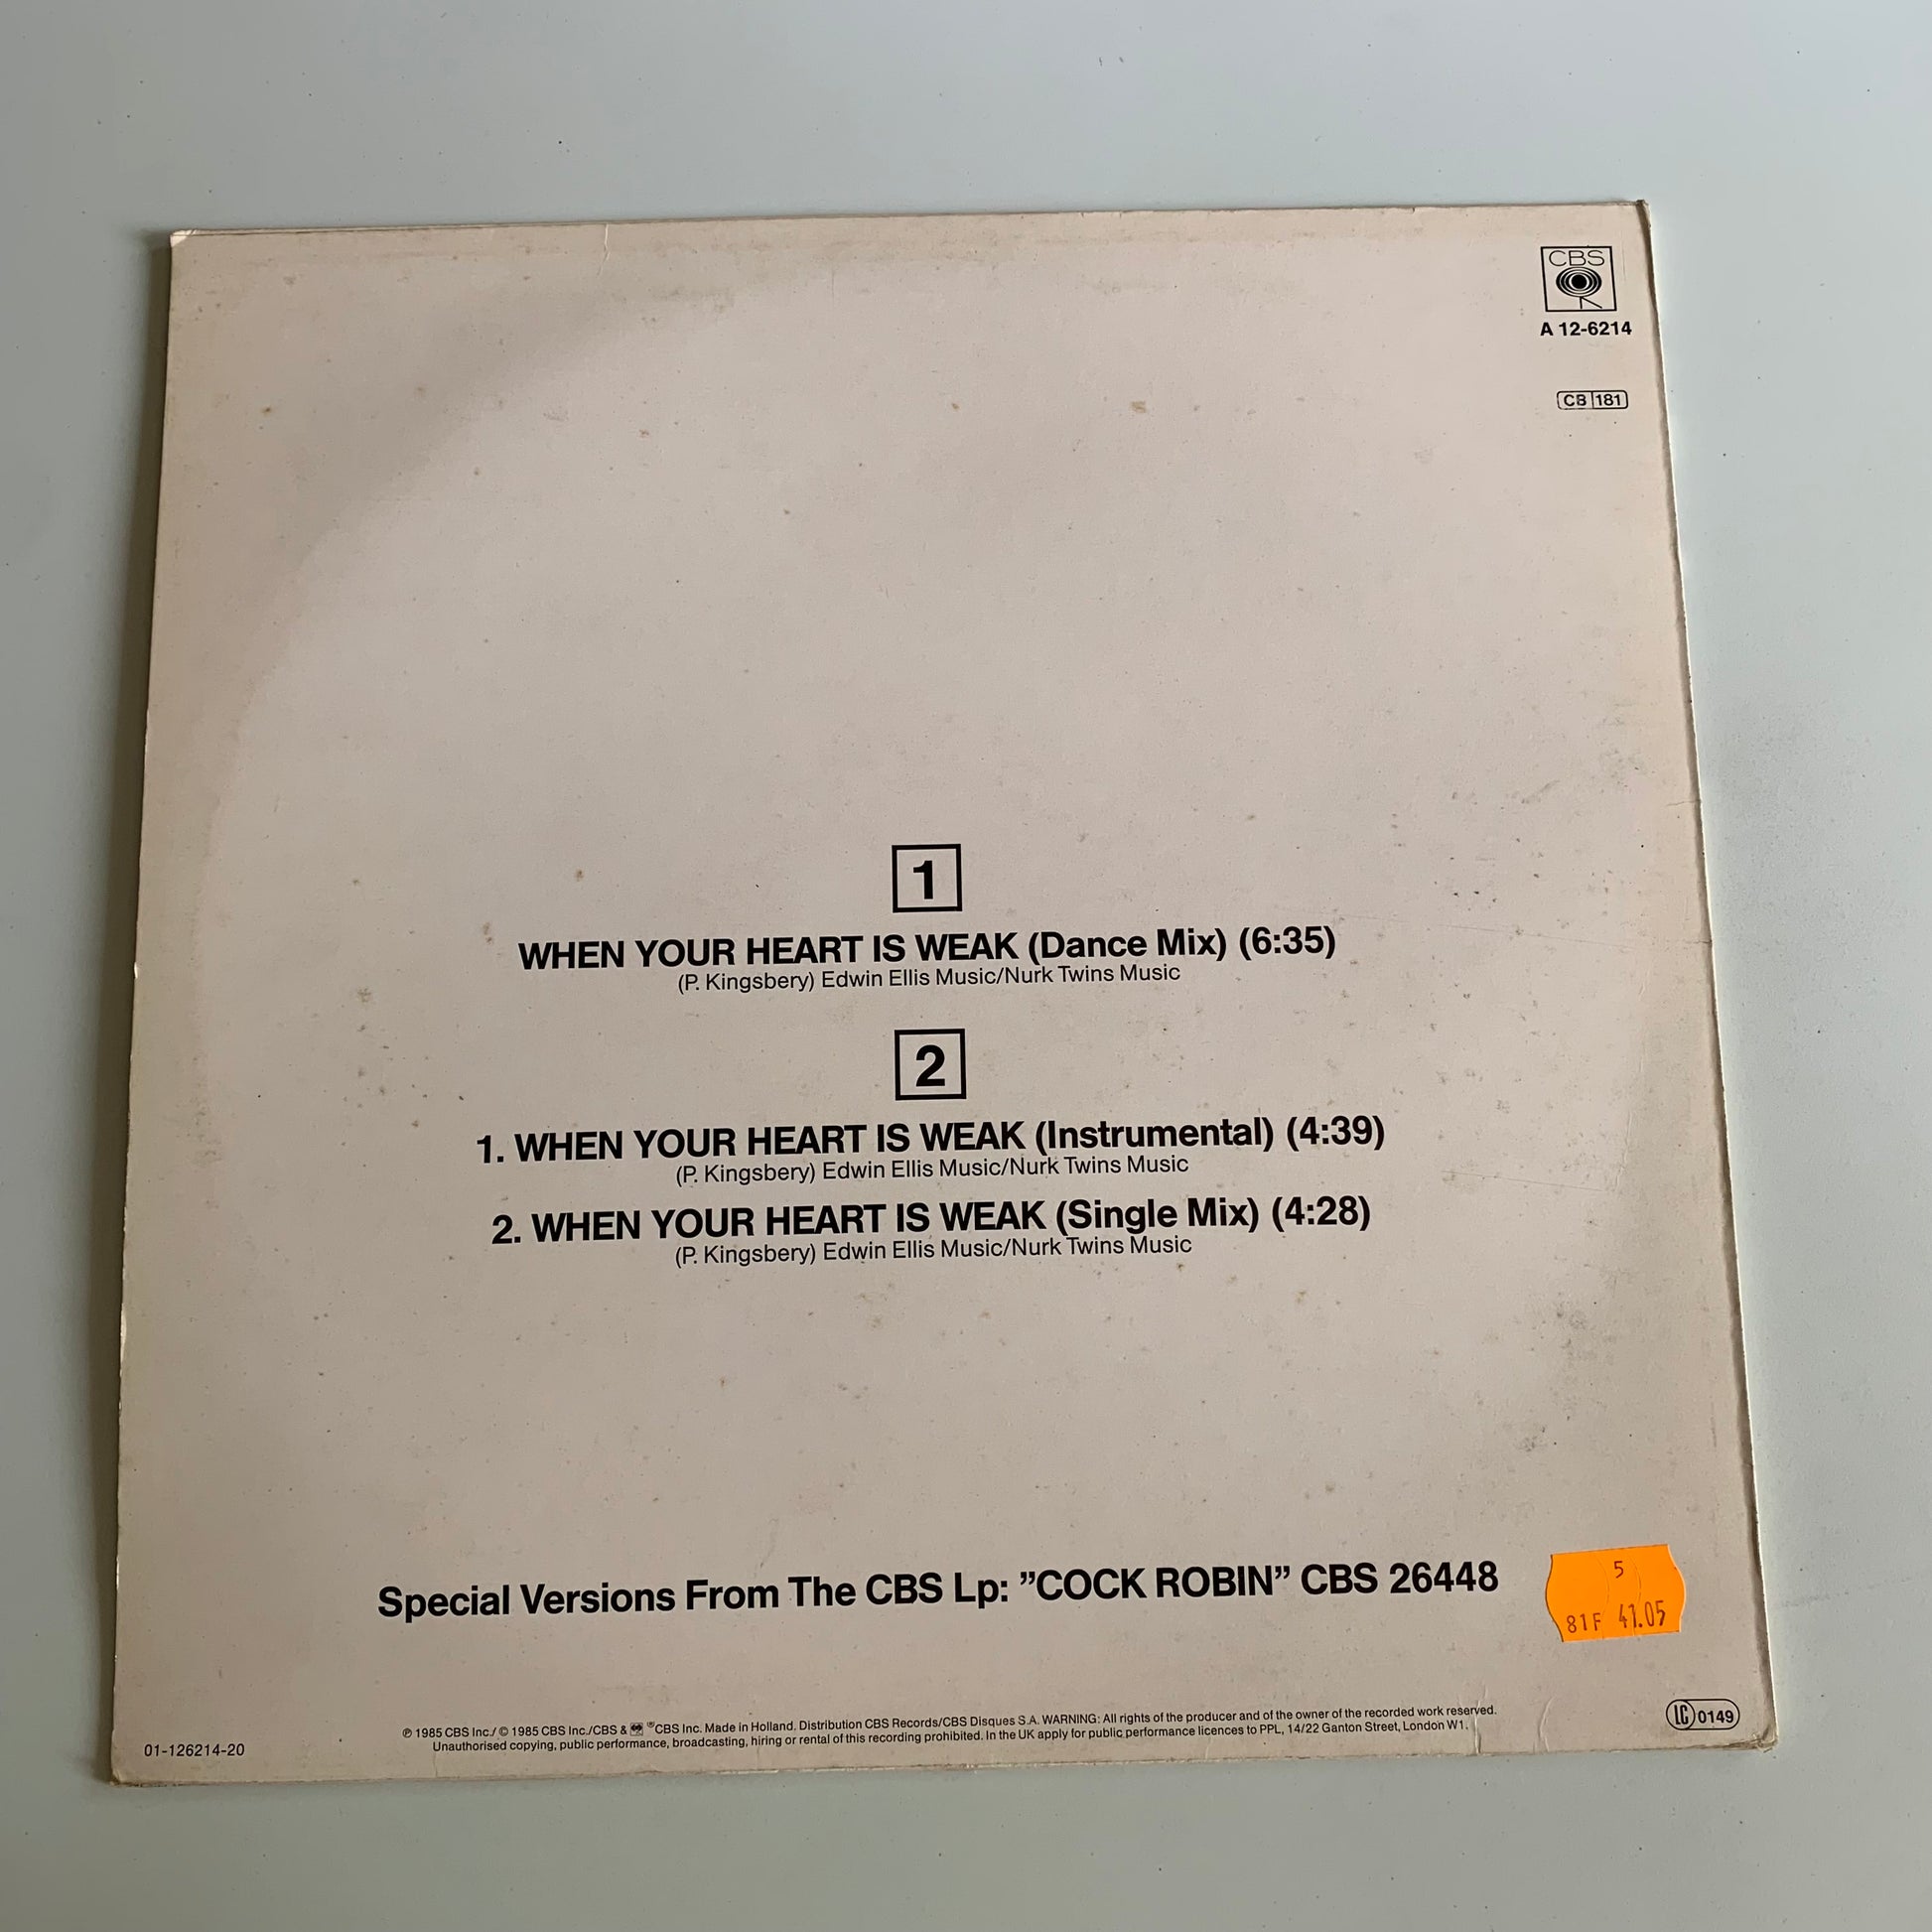 CBS
A 12-6214
CB 181
1
WHEN YOUR HEART IS WEAK (Dance Mix) (6:35)
(P. Kingsbery) Edwin Ellis Music/Nurk Twins Music
2
1. WHEN YOUR HEART IS WEAK (Instrumental) (4:39)
(P. Kingsbery) Edwin Ellis Music/Nurk Twins Music
2. WHEN YOUR HEART IS WEAK (Single Mix) (4:28)
(P. Kingsbery) Edwin Ellis Music/Nurk Twins Music
Special Versions From The CBS Lp: ”COCK ROBIN” CBS 26448
5
81F 41.05
℗ 1985 CBS Inc./ © 1985 CBS Inc./CBS & ®CBS Inc. Made in Holland. Distribution CBS Records/CBS Disques S.A. WARNING: All rights of the producer and of the owner of the recorded work reserved.
Unauthorised copying, public performance, broadcasting, hiring or rental of this recording prohibited. In the UK apply for public performance licences to PPL, 14/22 Ganton Street, London W1.
LC 0149
01-126214-20